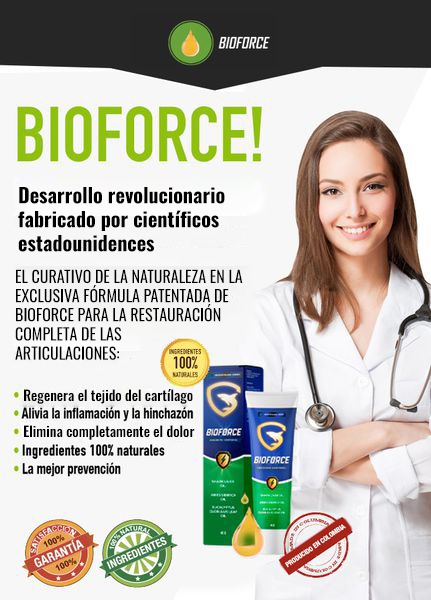 BIOFORCE
BIOFORCE!
Desarrollo revolucionario
fabricado por científicos
estadounidences
EL CURATIVO DE LA NATURALEZA EN LA
EXCLUSIVA FÓRMULA PATENTADA DE
BIOFORCE PARA LA RESTAURACIÓN
COMPLETA DE LAS
ARTICULACIONES:
INGREDIENTES
100%
NATURALES
• Regenera el tejido del cartílago
• Alivia la inflamación y la hinchazón
• Elimina completamente el dolor
• Ingredientes 100% naturales
• La mejor prevención
BIOFORCE
BIOFORCE
SATISFACCIÓN
100%
GARANTÍA
100%
100% NATURAL
INGREDIENTES
PRODUCIDO EN COLOMBIA